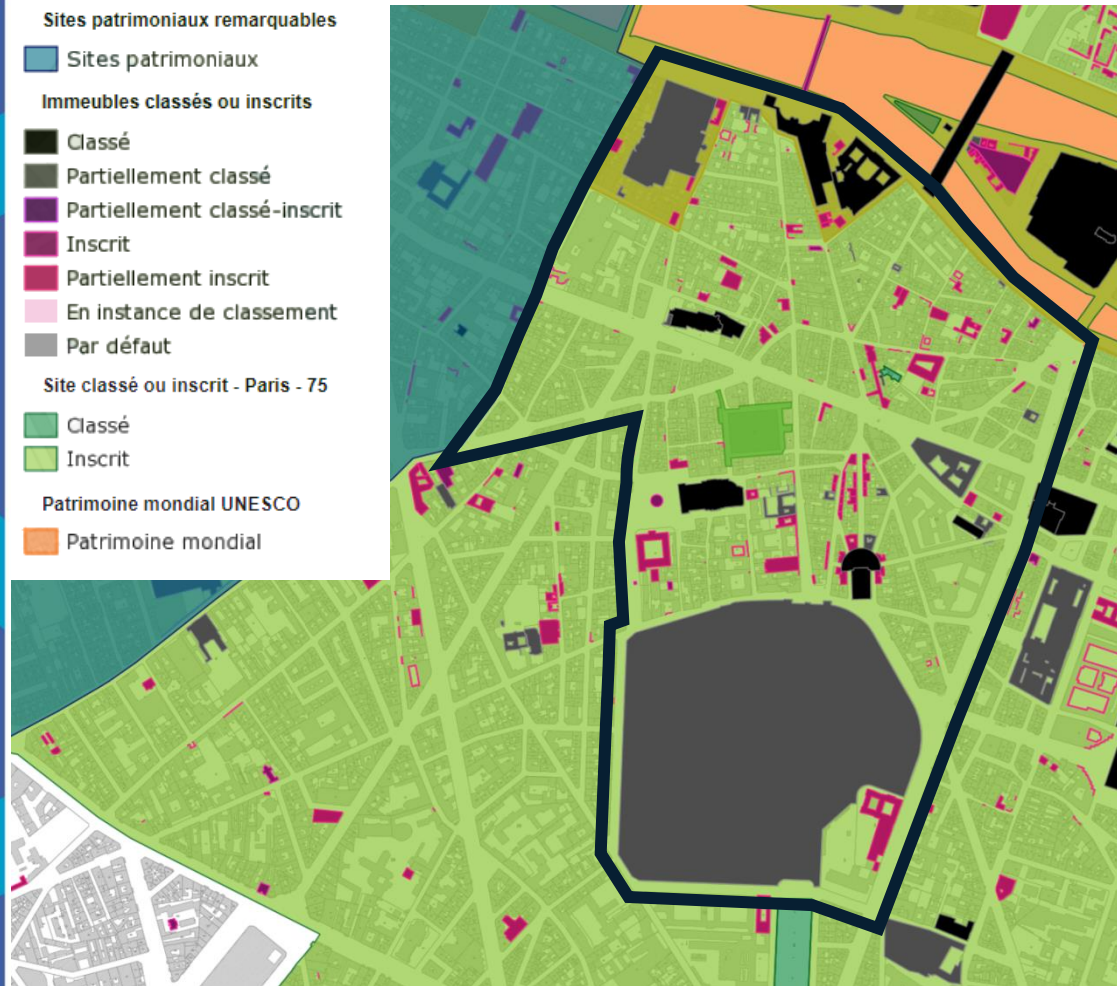 Sites patrimoniaux remarquables
Sites patrimoniaux
Immeubles classés ou inscrits
Classé
Partiellement classé
Partiellement classé-inscrit
Inscrit
Partiellement inscrit
En instance de classement
Par défaut
Site classé ou inscrit - Paris - 75
Classé
Inscrit
Patrimoine mondial UNESCO
Patrimoine mondial